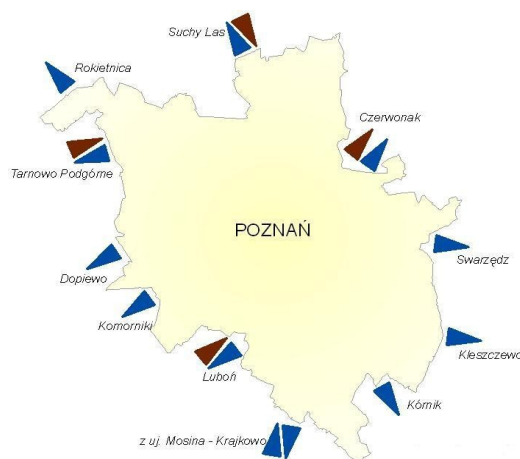 Suchy Las
Rokietnica
Czerwonak
Tarnowo Podgórne
POZNAŃ
Swarzędz
Dopiewo
Komorniki
Kleszczewo
Luboń
Kórnik
z uj. Mosina - Krajkowo